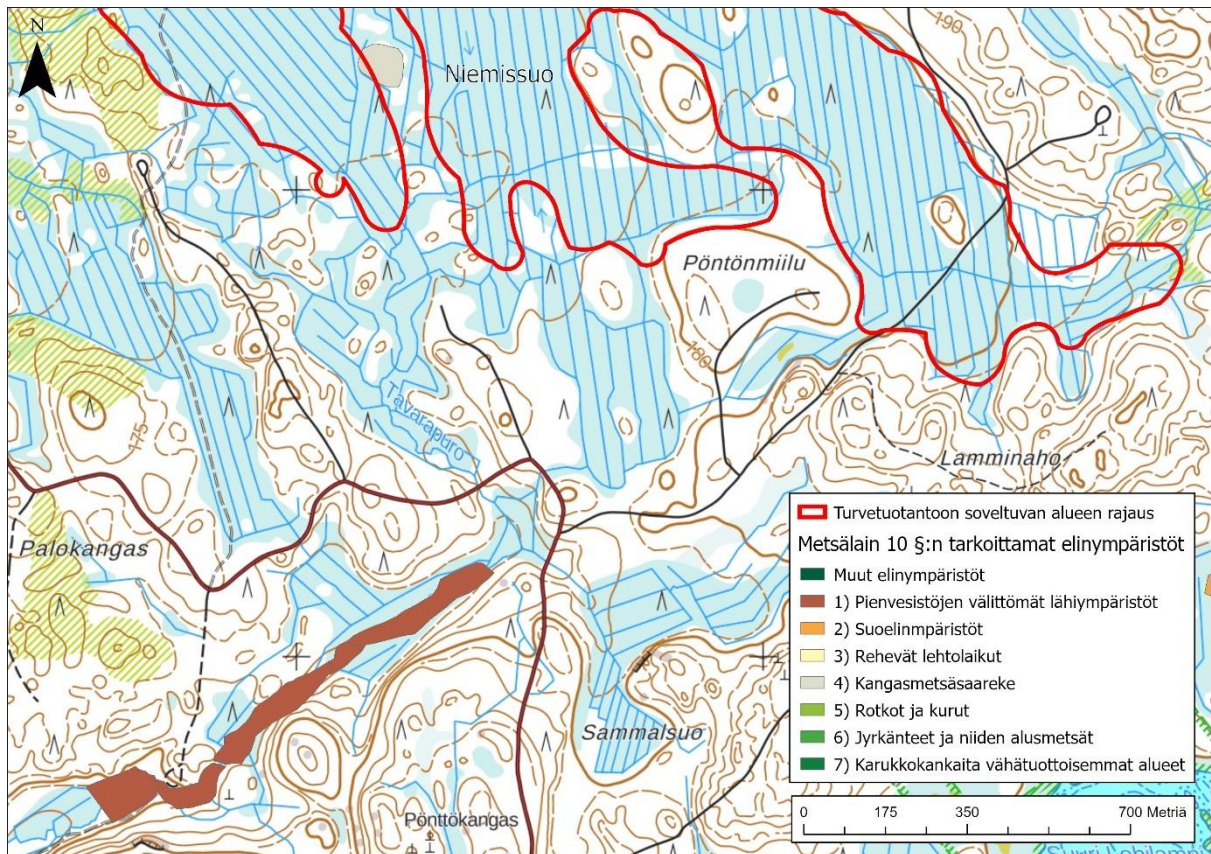 N
190
Niemissuo
Pöntönmiilu
180
Tavarapuro
175
Lamminaho
Palokangas
Sammalsuo
Pönttökangas
Turvetuotantoon soveltuvan alueen rajaus
Metsälain 10 §:n tarkoittamat elinympäristöt
Muut elinympäristöt
1) Pienvesistöjen välittömät lähiympäristöt
2) Suoelinmpäristöt
3) Rehevät lehtolaikut
4) Kangasmetsäsaareke
5) Rotkot ja kurut
6) Jyrkänteet ja niiden alusmetsät
7) Karukkokankaita vähätuottoisemmat alueet
0 175 350 700 Metriä